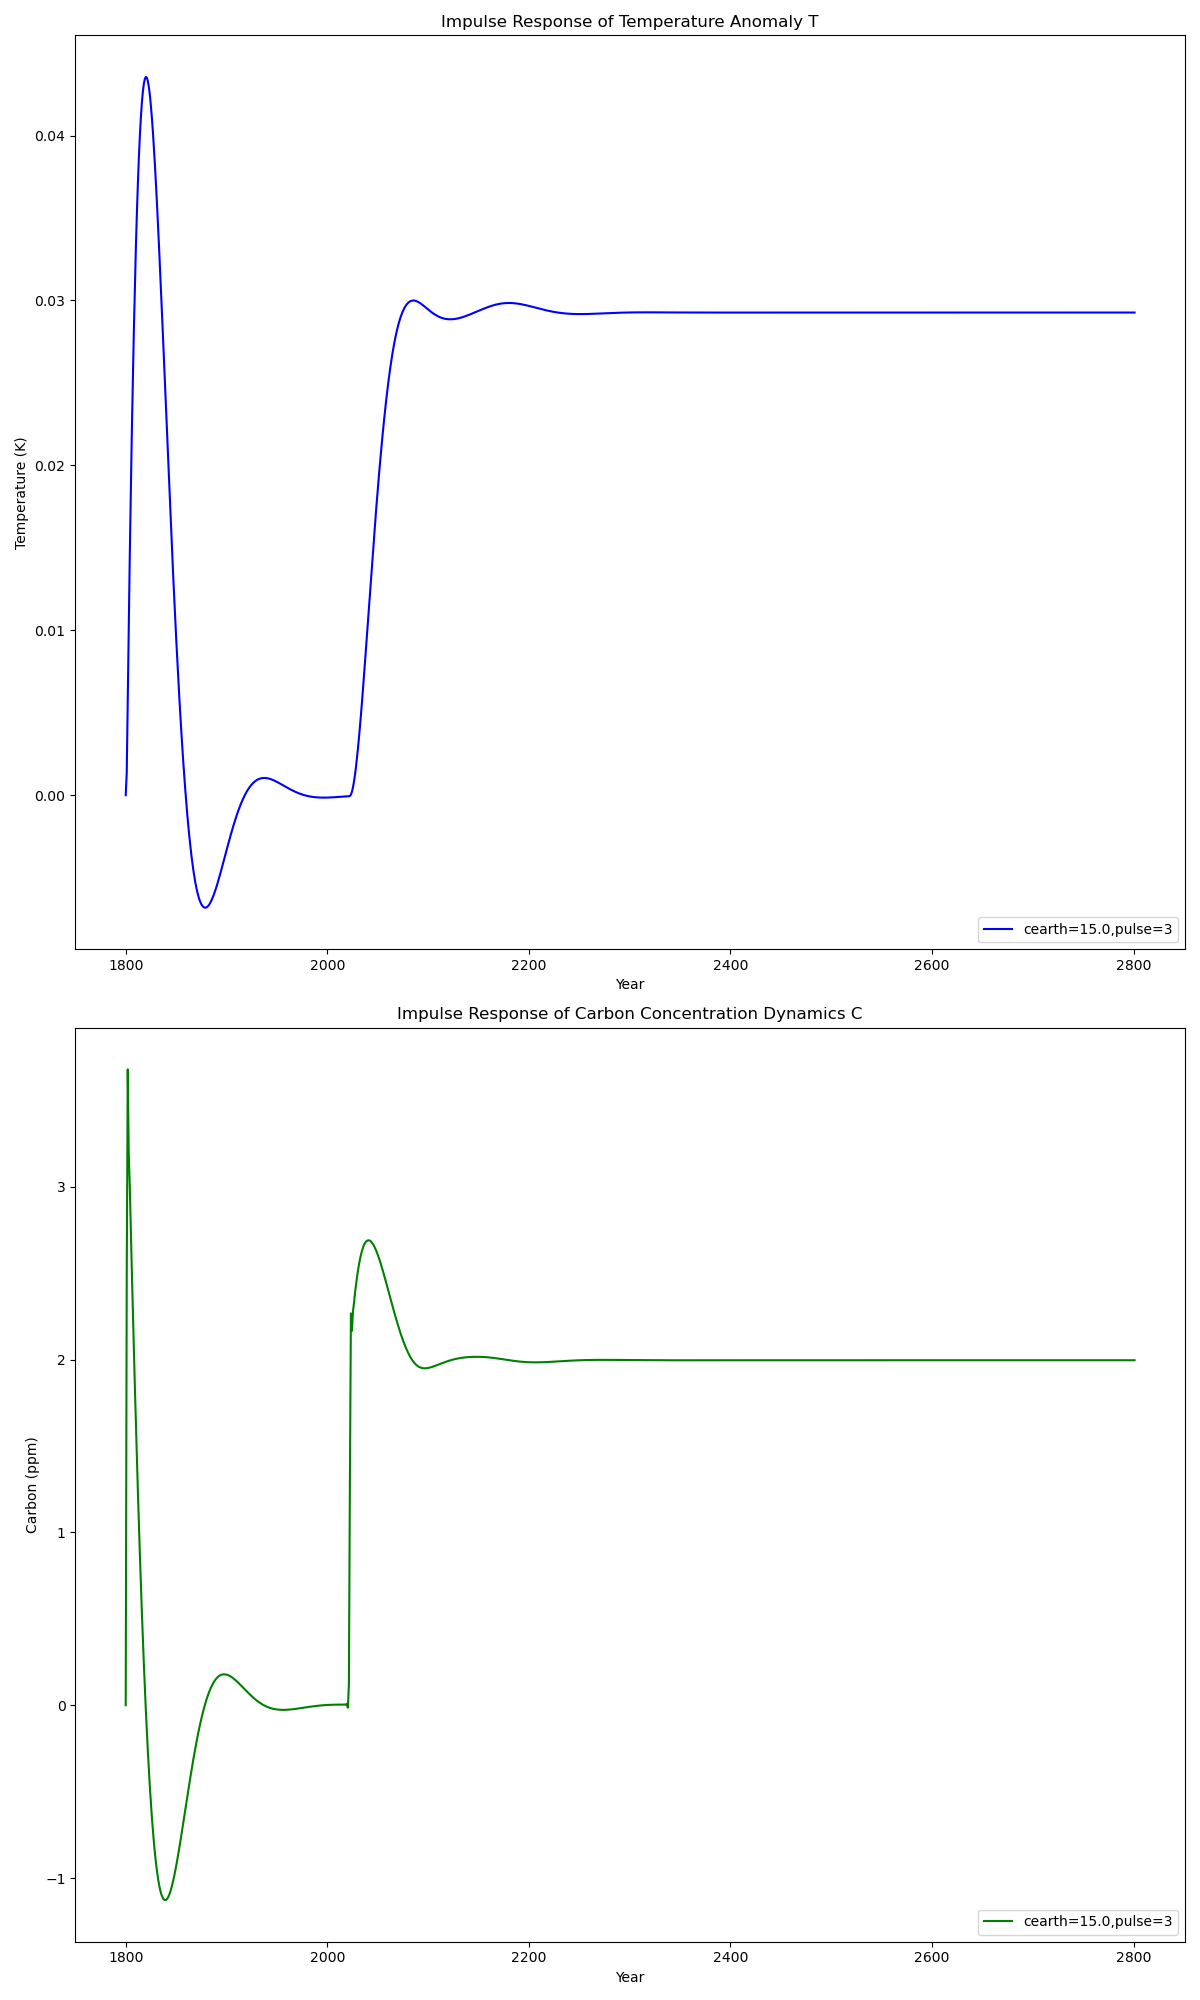 Impulse Response of Temperature Anomaly T
0.04
0.03
0.02
0.01
0.00
Temperature (K)
cearth=15.0,pulse=3
1800 2000 2200 2400 2600 2800
Year
Impulse Response of Carbon Concentration Dynamics C
3
2
1
0
−1
Carbon (ppm)
cearth=15.0,pulse=3
1800 2000 2200 2400 2600 2800
Year